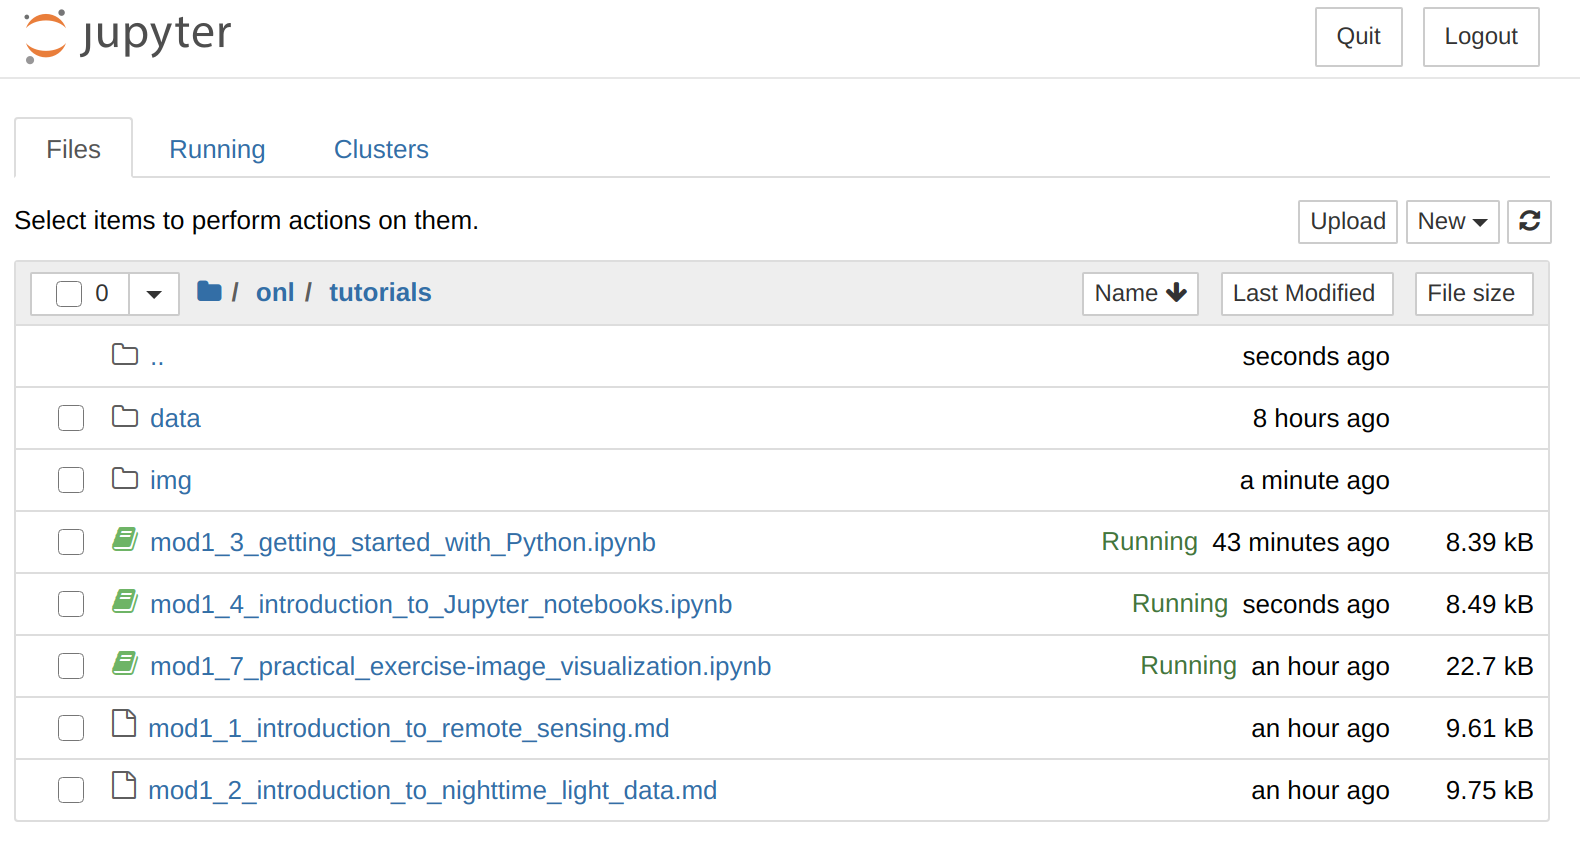 jupyter Quit Logout
Files Running Clusters
Select items to perform actions on them. Upload New
0 / onl / tutorials Name Last Modified File size
.. seconds ago
data 8 hours ago
img a minute ago
mod1_3_getting_started_with_Python.ipynb Running 43 minutes ago 8.39 kB
mod1_4_introduction_to_Jupyter_notebooks.ipynb Running seconds ago 8.49 kB
mod1_7_practical_exercise-image_visualization.ipynb Running an hour ago 22.7 kB
mod1_1_introduction_to_remote_sensing.md an hour ago 9.61 kB
mod1_2_introduction_to_nighttime_light_data.md an hour ago 9.75 kB